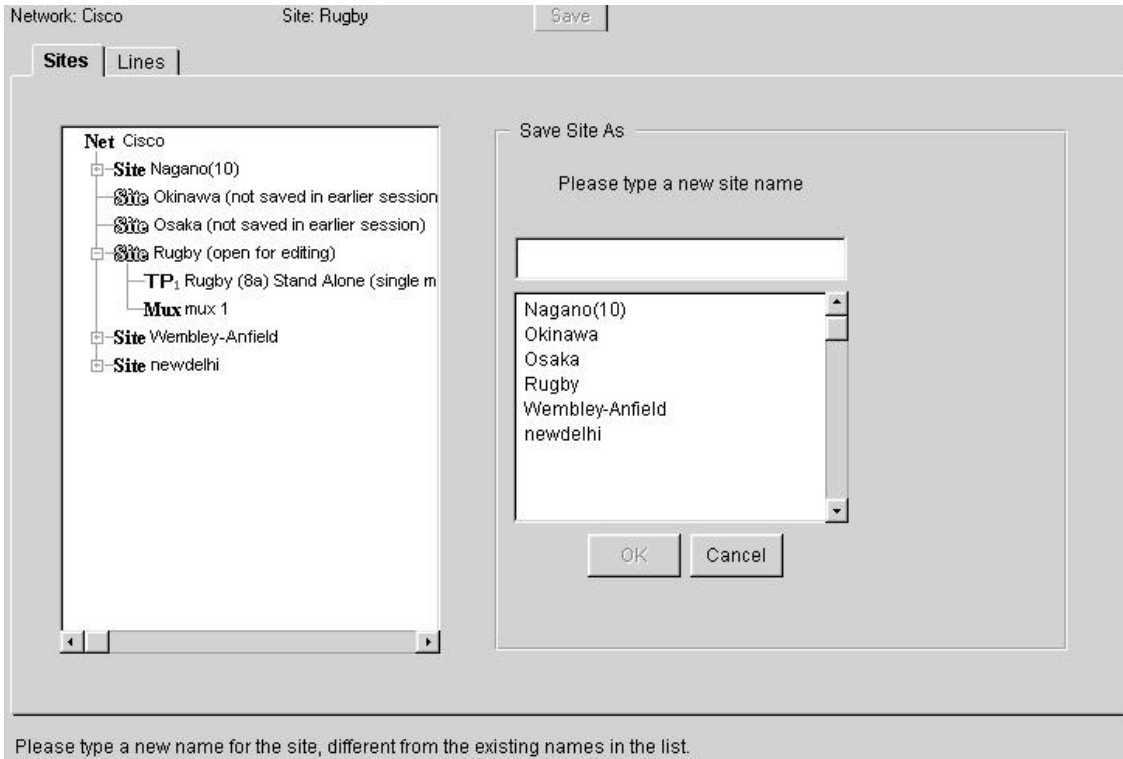 Network: Cisco
Site: Rugby
Save
Sites
Lines
Net Cisco
Site Nagano(10)
Site Okinawa (not saved in earlier session
Site Osaka (not saved in earlier session)
Site Rugby (open for editing)
TP1 Rugby (8a) Stand Alone (single m
Mux mux 1
Site Wembley-Anfield
Site newdelhi
Save Site As
Please type a new site name
Nagano(10)
Okinawa
Osaka
Rugby
Wembley-Anfield
newdelhi
OK
Cancel
Please type a new name for the site, different from the existing names in the list.